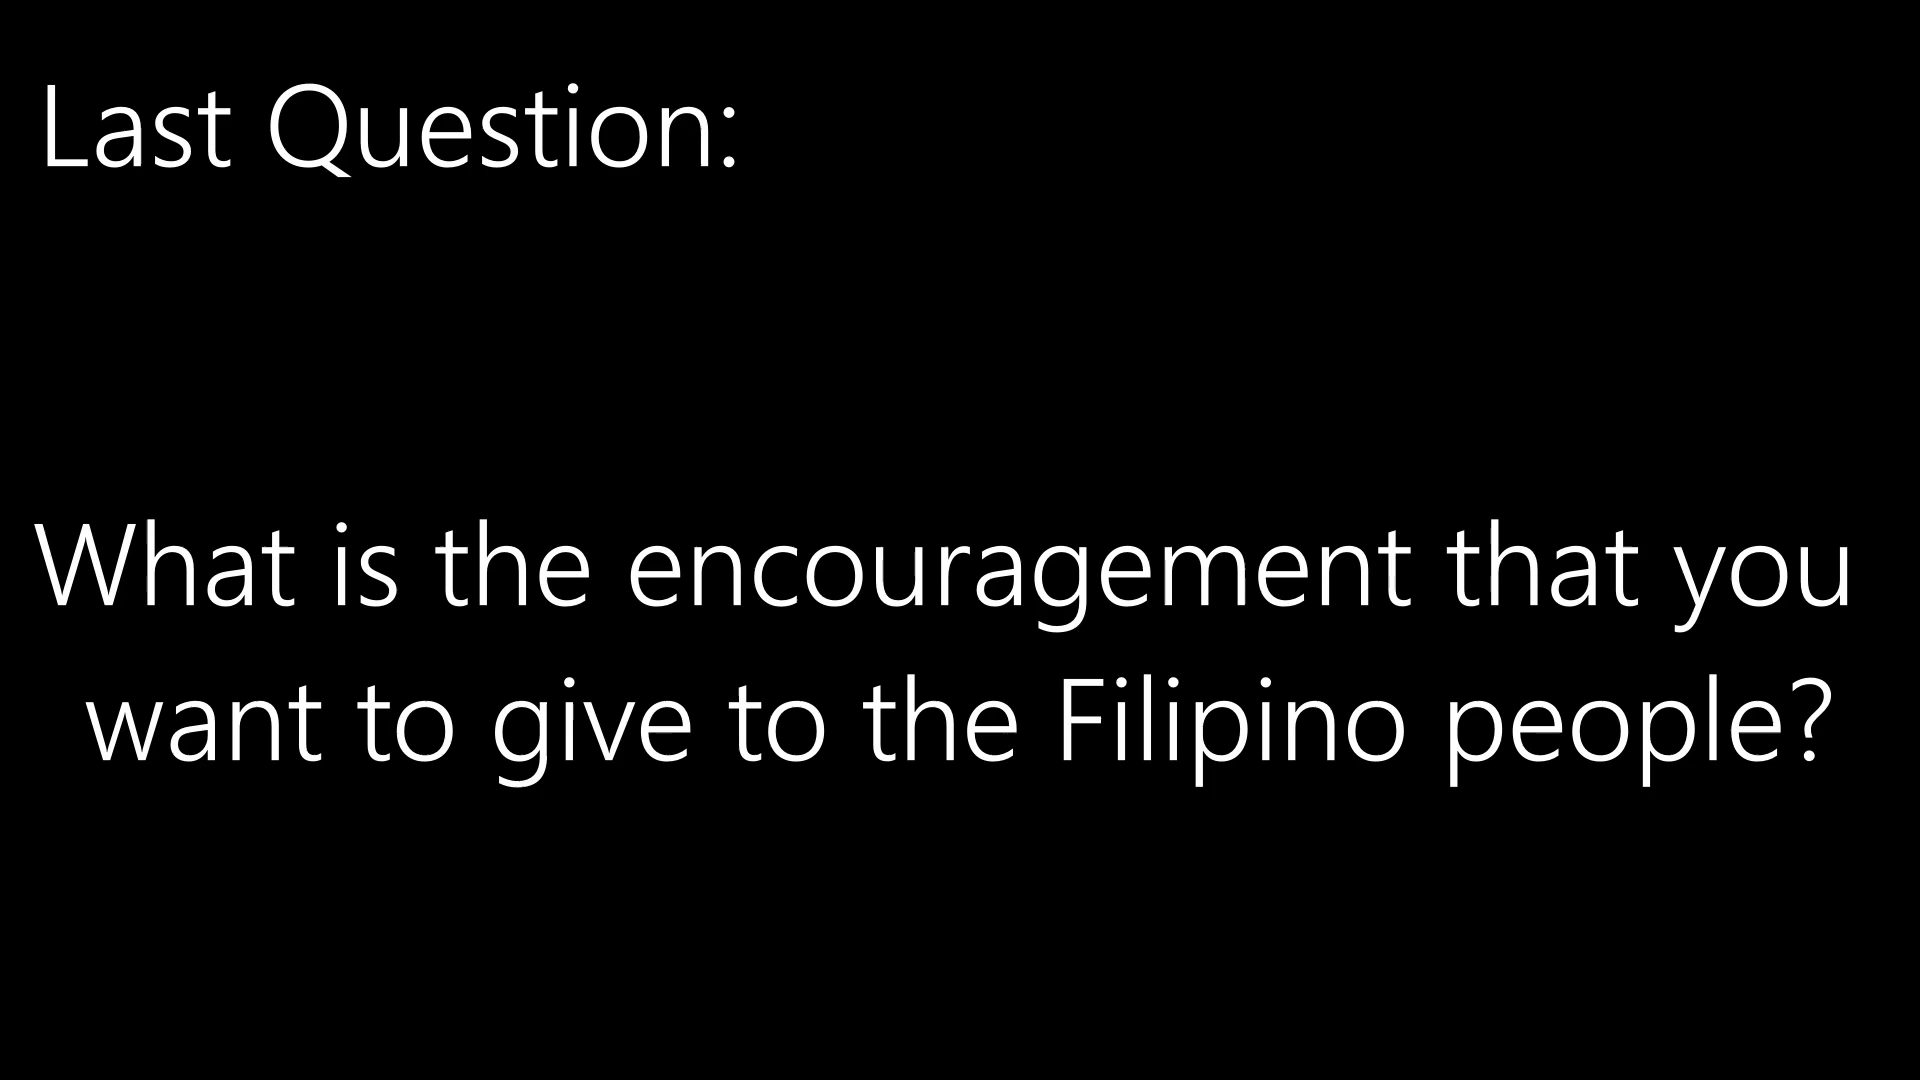 Last Question:
What is the encouragement that you
want to give to the Filipino people?